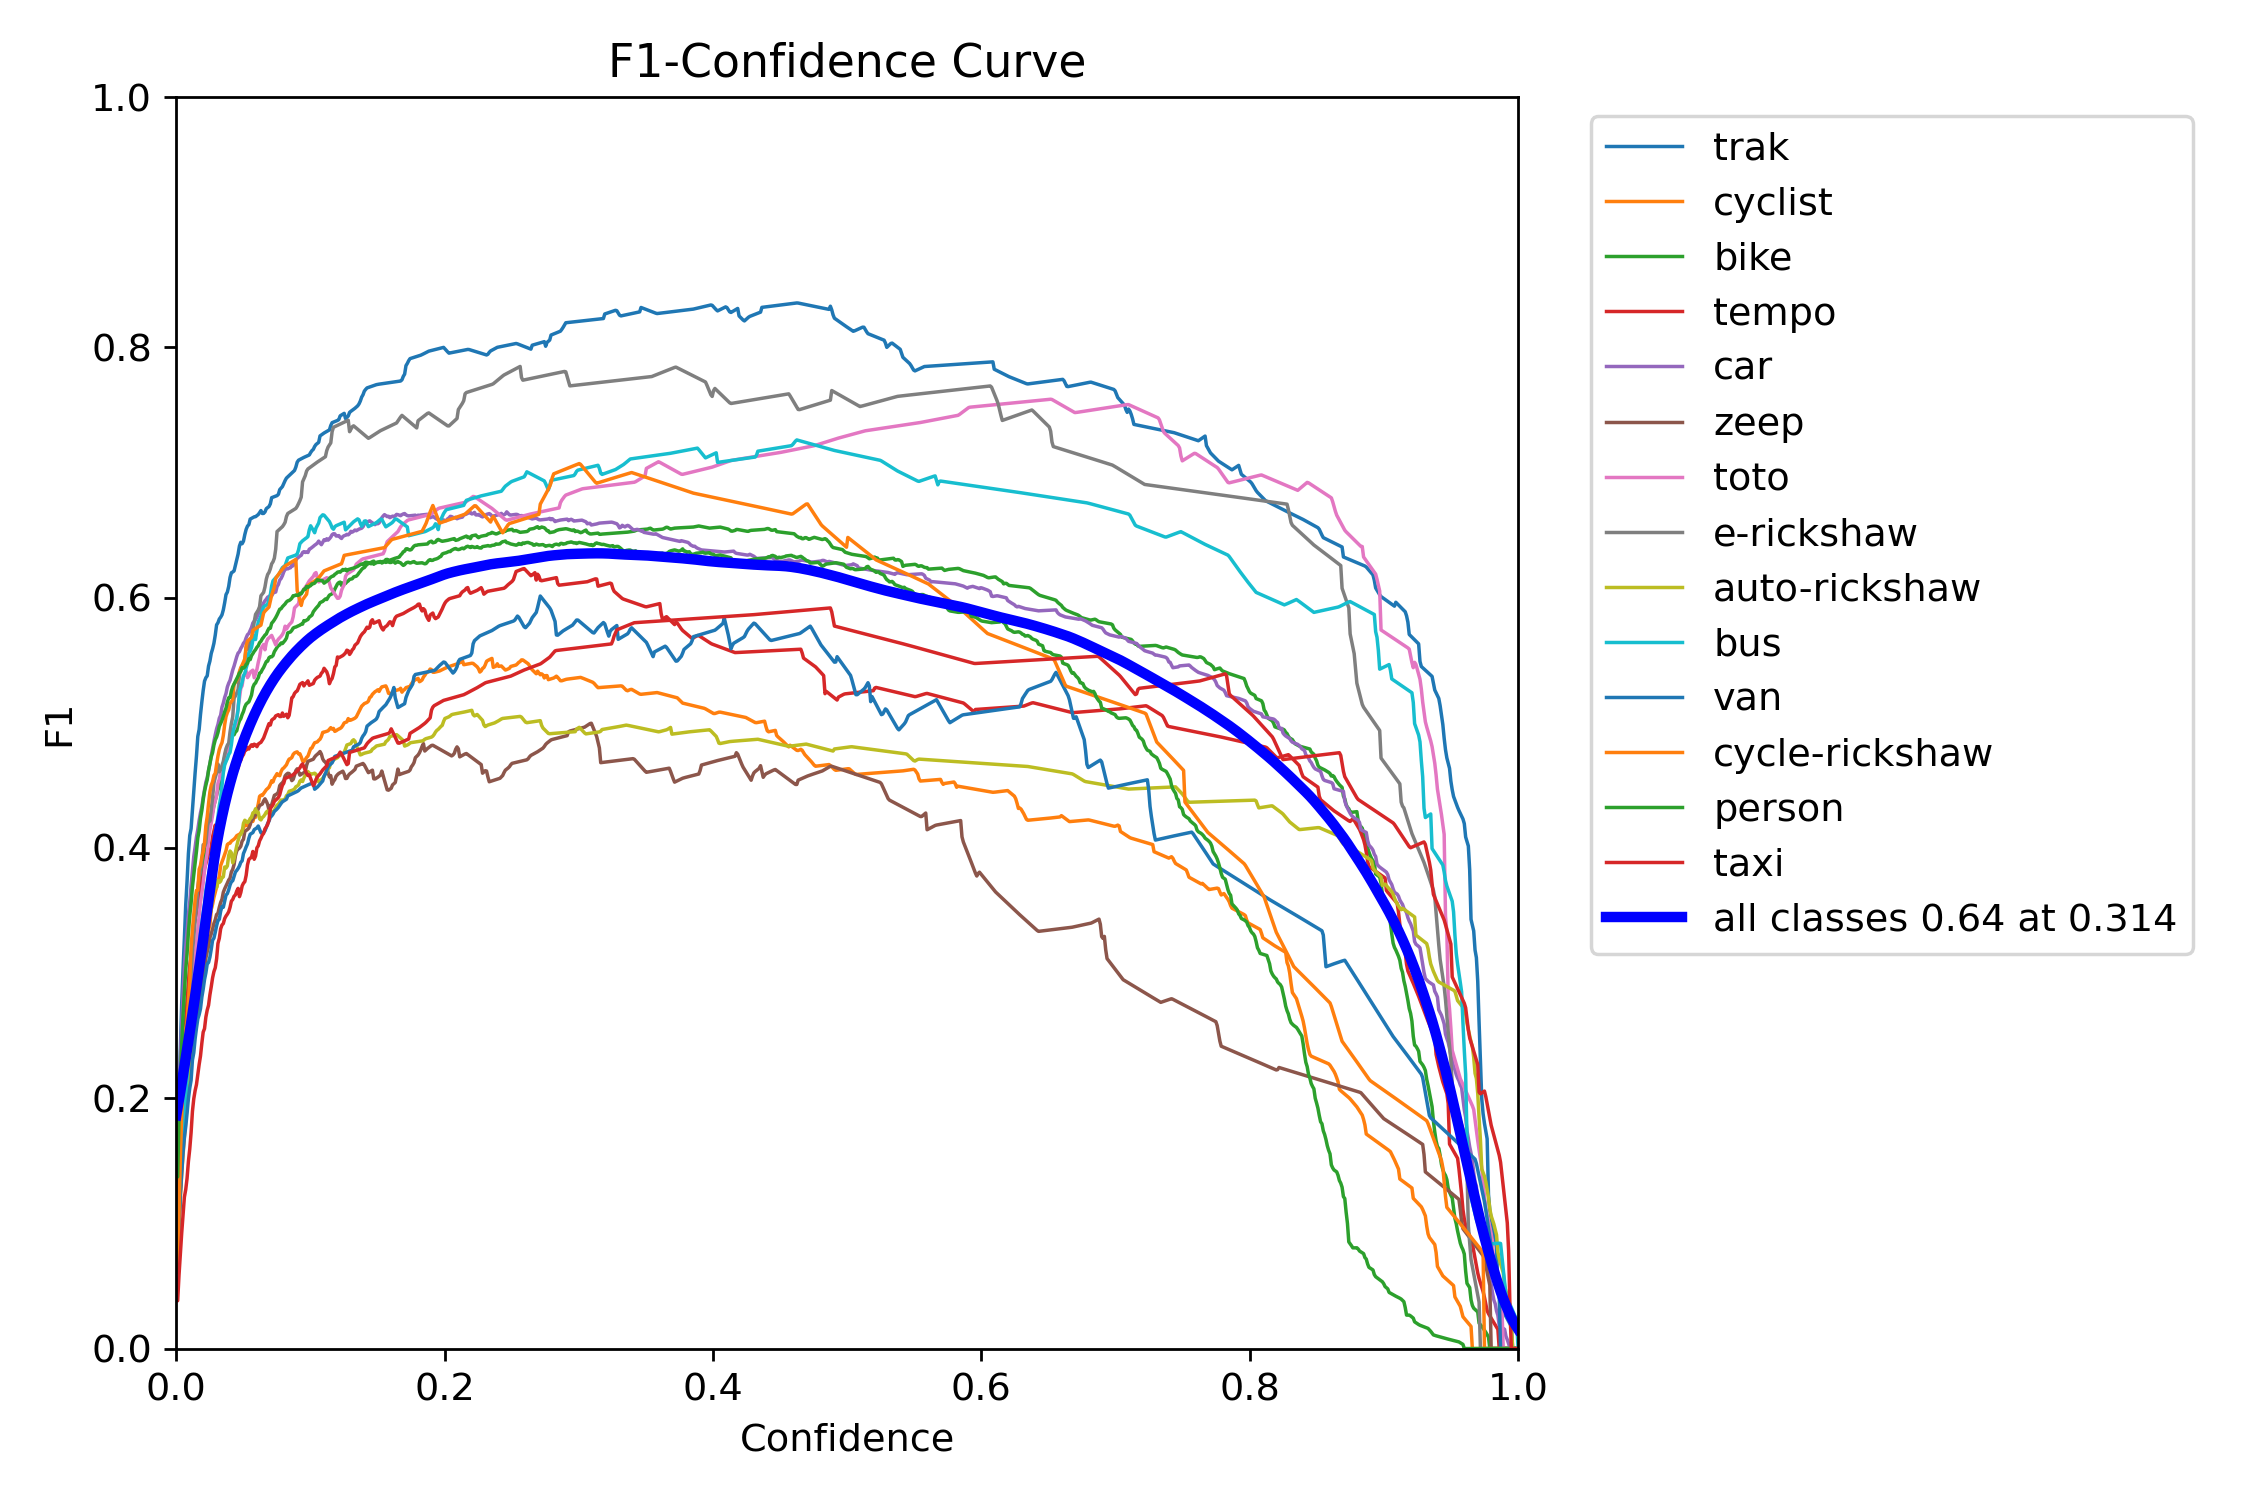 F1-Confidence Curve
1.0
0.8
0.6
0.4
0.2
0.0
F1
0.0 0.2 0.4 0.6 0.8 1.0
Confidence
trak
cyclist
bike
tempo
car
zeep
toto
e-rickshaw
auto-rickshaw
bus
van
cycle-rickshaw
person
taxi
all classes 0.64 at 0.314